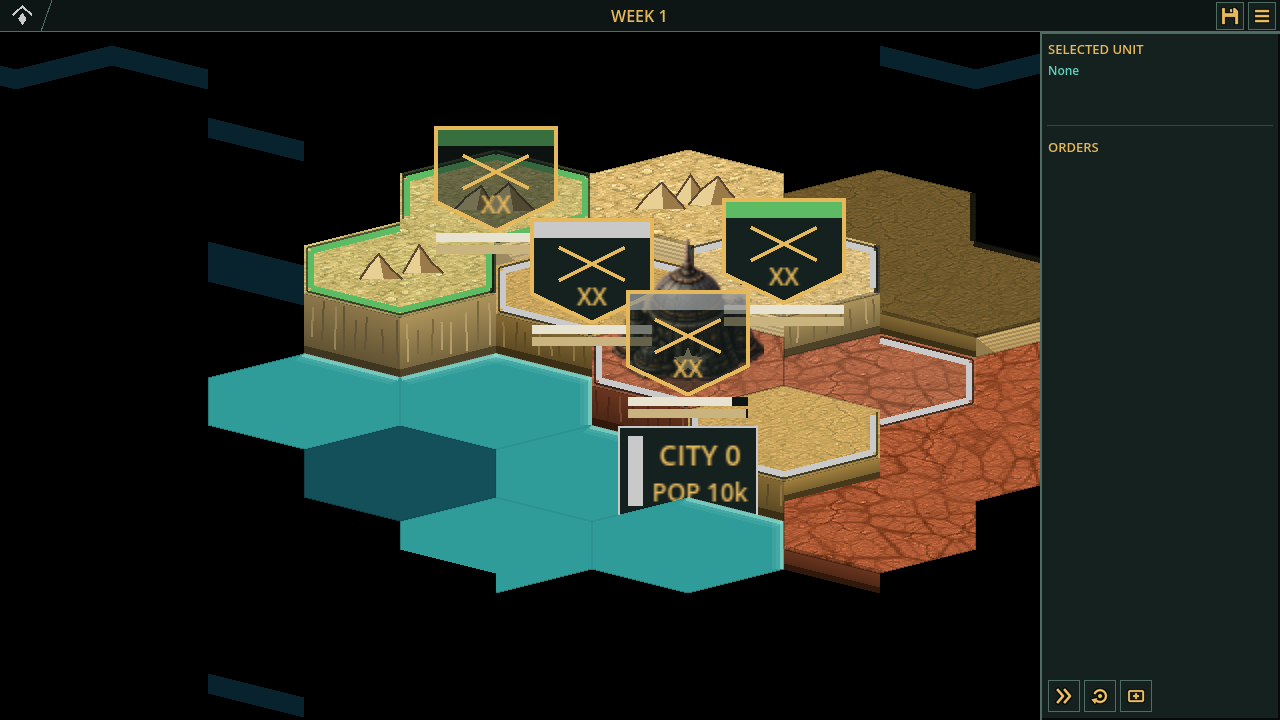 WEEK 1
SELECTED UNIT
None
ORDERS
XX
XX
XX
XX
CITY 0
POP 10k